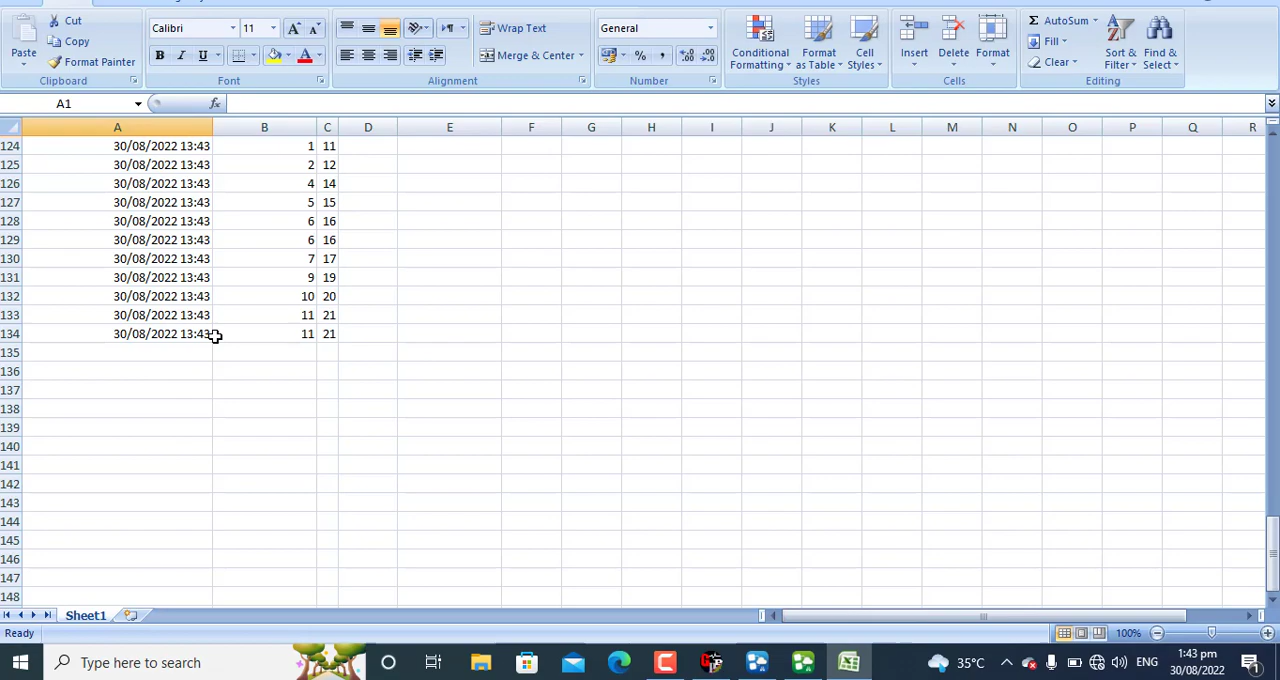 Cut
Copy
Format Painter
Paste
Clipboard
Calibri 11
B I U
Font
Wrap Text
Merge & Center
Alignment
General
%
Number
Conditional Formatting
Format as Table
Cell Styles
Styles
Insert Delete Format
Cells
AutoSum
Fill
Clear
Sort & Filter
Find & Select
Editing
A1 fx
A B C D E F G H I J K L M N O P Q R
124 30/08/2022 13:43 1 11
125 30/08/2022 13:43 2 12
126 30/08/2022 13:43 4 14
127 30/08/2022 13:43 5 15
128 30/08/2022 13:43 6 16
129 30/08/2022 13:43 6 16
130 30/08/2022 13:43 7 17
131 30/08/2022 13:43 9 19
132 30/08/2022 13:43 10 20
133 30/08/2022 13:43 11 21
134 30/08/2022 13:43 11 21
135
136
137
138
139
140
141
142
143
144
145
146
147
148
Sheet1
Ready 100%
Type here to search
35°C
ENG
1:43 pm
30/08/2022